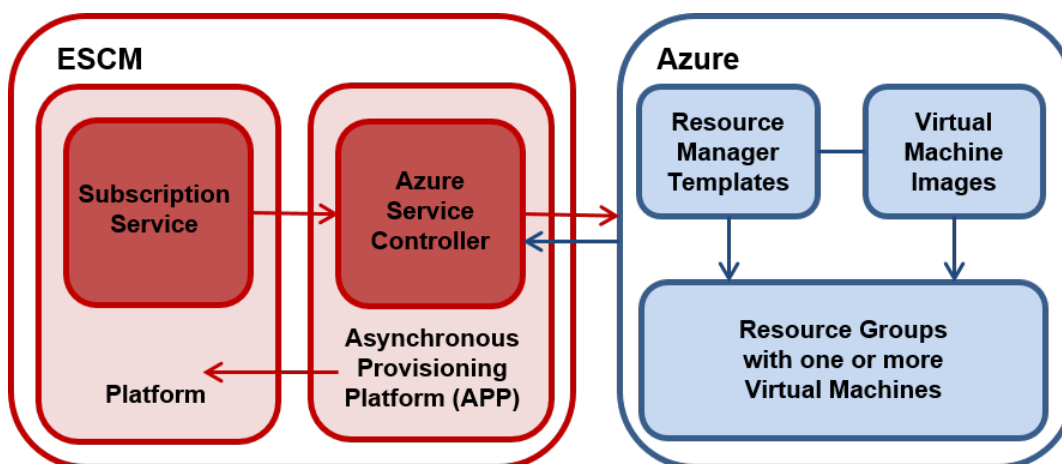 ESCM
Subscription
Service
Platform
Azure
Service
Controller
Asynchronous
Provisioning
Platform (APP)
Azure
Resource
Manager
Templates
Virtual
Machine
Images
Resource Groups
with one or more
Virtual Machines